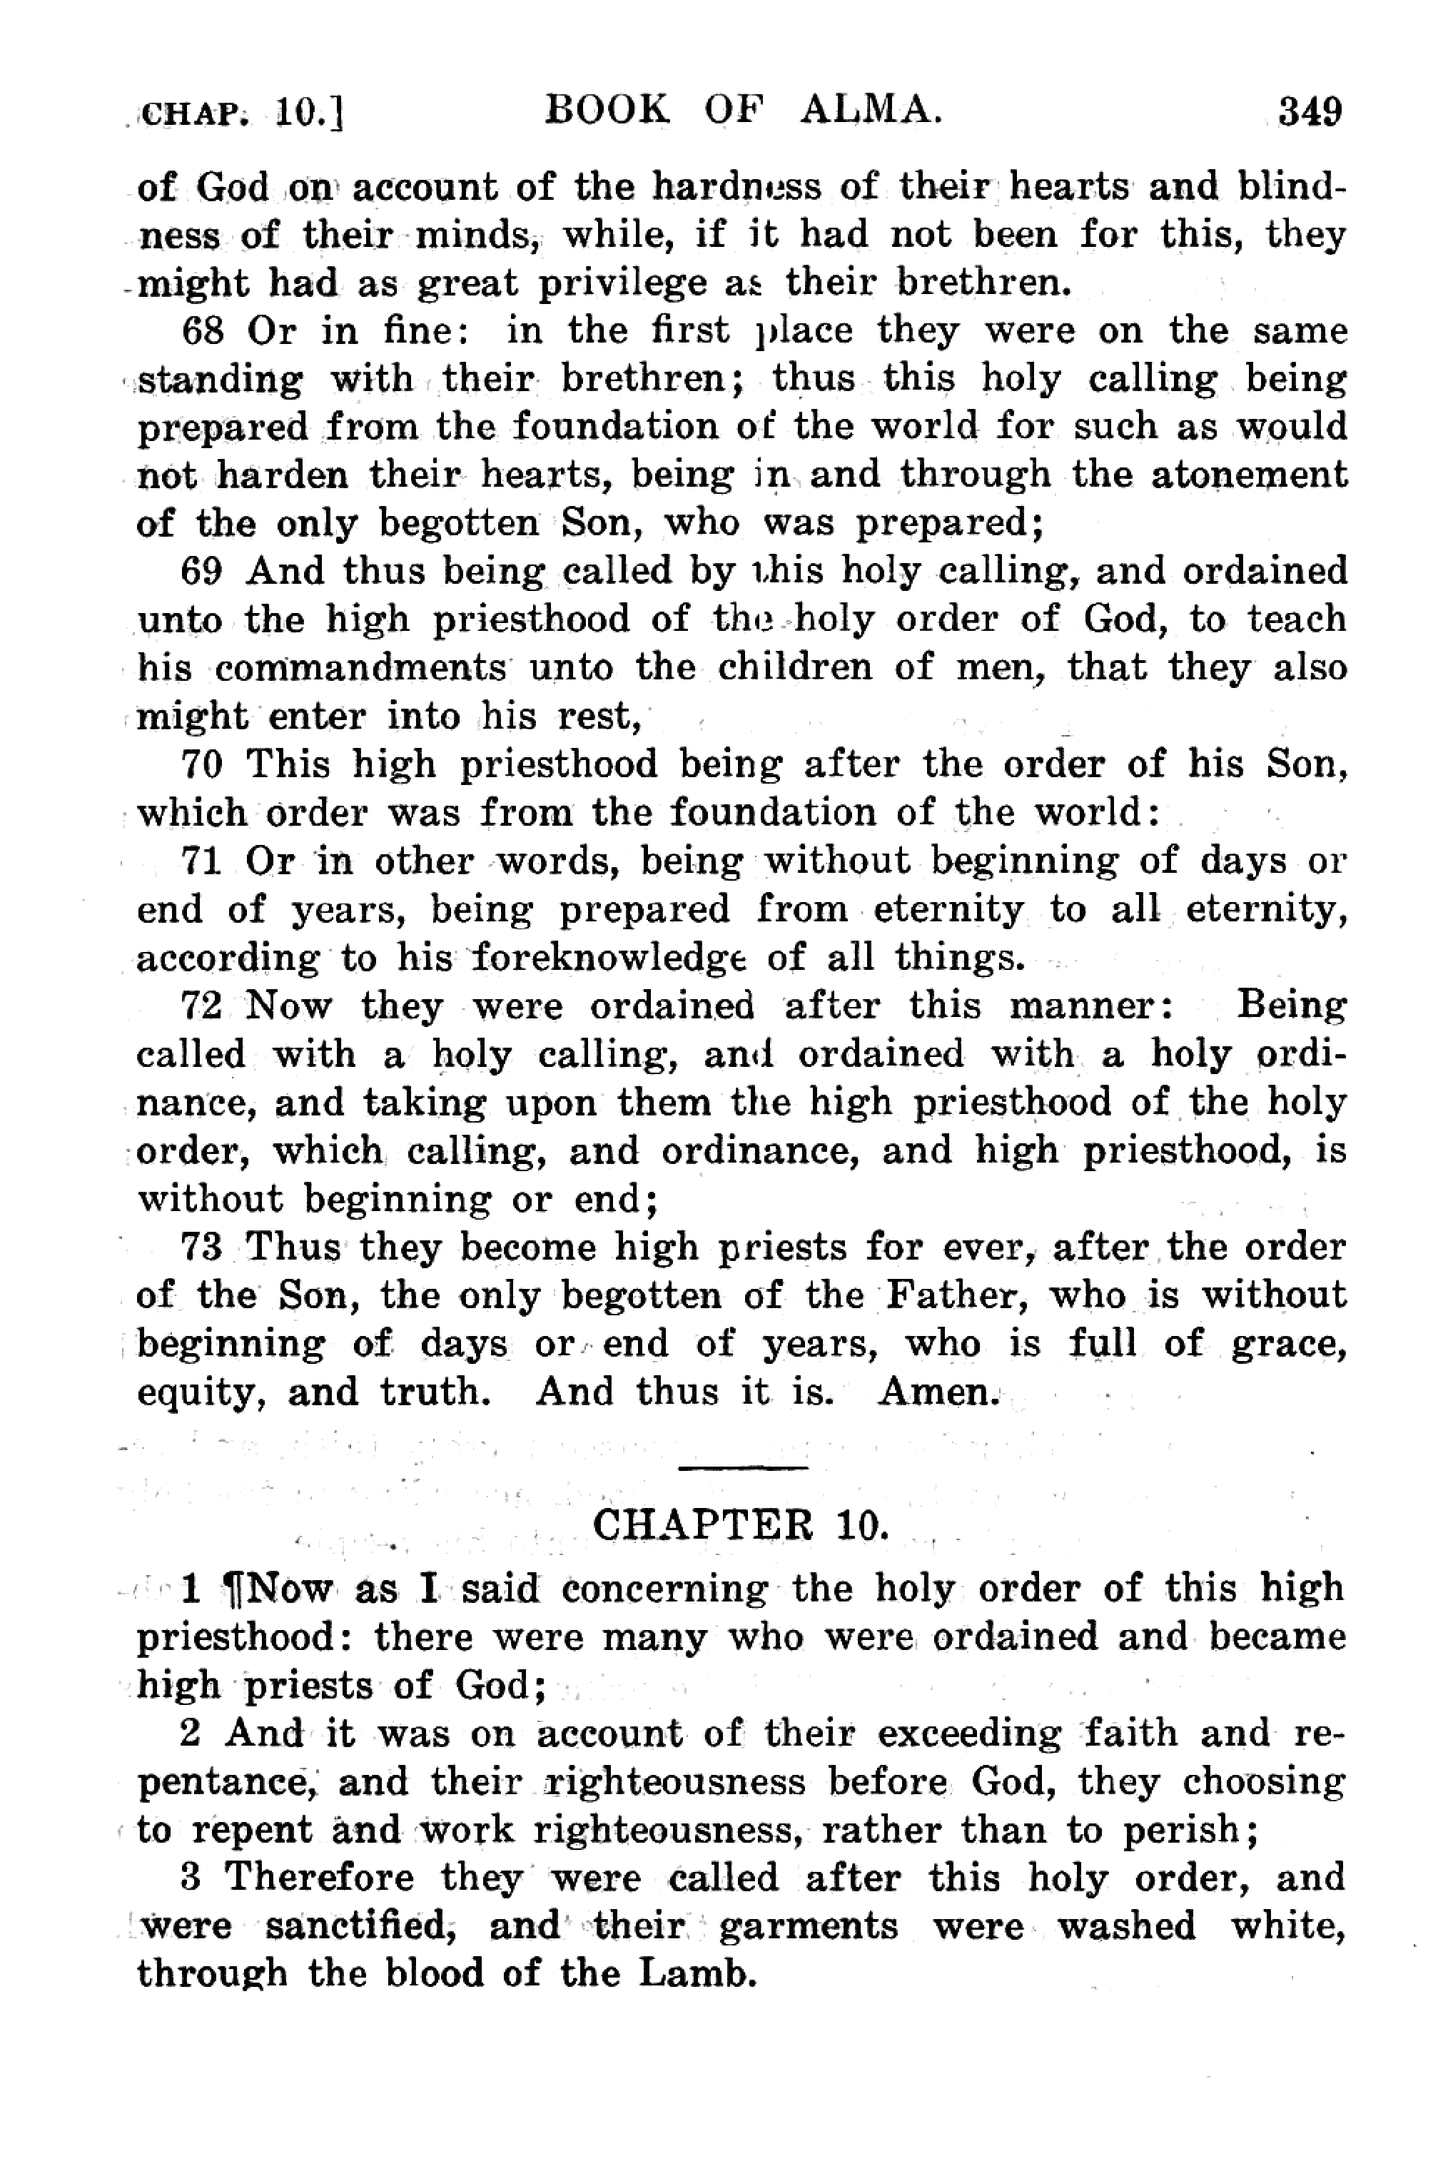 CHAP. 10.] BOOK OF ALMA. 349
of God on account of the hardness of their hearts and blind-
ness of their minds, while, if it had not been for this, they
might had as great privilege as their brethren.
68 Or in fine: in the first place they were on the same
standing with their brethren; thus this holy calling being
prepared from the foundation of the world for such as would
not harden their hearts, being in and through the atonement
of the only begotten Son, who was prepared;
69 And thus being called by this holy calling, and ordained
unto the high priesthood of the holy order of God, to teach
his commandments unto the children of men, that they also
might enter into his rest,
70 This high priesthood being after the order of his Son,
which order was from the foundation of the world:
71 Or in other words, being without beginning of days or
end of years, being prepared from eternity to all eternity,
according to his foreknowledge of all things.
72 Now they were ordained after this manner: Being
called with a holy calling, and ordained with a holy ordi-
nance, and taking upon them the high priesthood of the holy
order, which calling, and ordinance, and high priesthood, is
without beginning or end;
73 Thus they become high priests for ever, after the order
of the Son, the only begotten of the Father, who is without
beginning of days or end of years, who is full of grace,
equity, and truth. And thus it is. Amen.
CHAPTER 10.
1 ¶Now as I said concerning the holy order of this high
priesthood: there were many who were ordained and became
high priests of God;
2 And it was on account of their exceeding faith and re-
pentance, and their righteousness before God, they choosing
to repent and work righteousness, rather than to perish;
3 Therefore they were called after this holy order, and
were sanctified, and their garments were washed white,
through the blood of the Lamb.